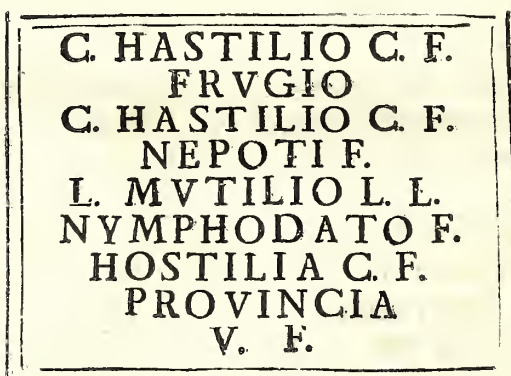 C. HASTILIO C. F.
FRVGIO
C. HASTILIO C. F.
NEPOTI F.
L. MVTILIO L. L.
NYMPHODATO F.
HOSTILIA C. F.
PROVINCIA
V. F.